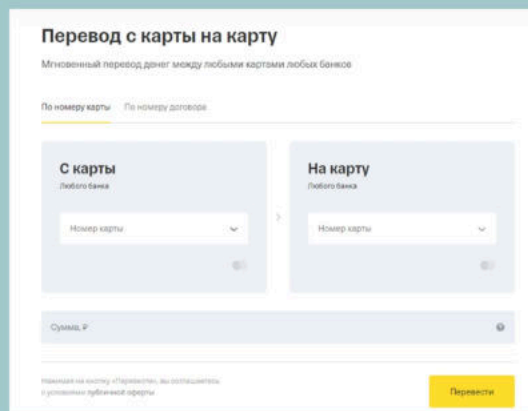 Перевод с карты на карту
Мгновенный перевод денег между любыми картами любых банков
По номеру карты По номеру договора
С карты
Любого банка
Номер карты
На карту
Любого банка
Номер карты
Сумма, ₽
Нажимая на кнопку «Перевести», вы соглашаетесь
с условиями публичной оферты
Перевести